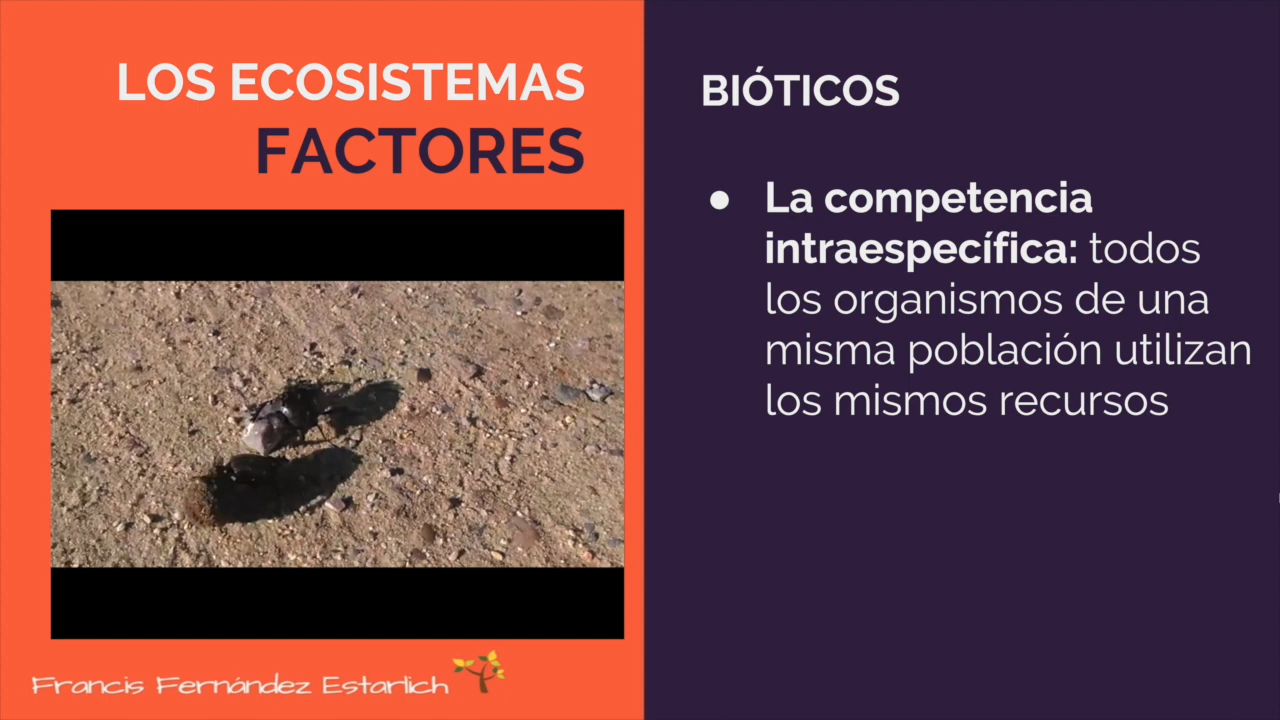 LOS ECOSISTEMAS
FACTORES
Francis Fernández Estarlich
BIÓTICOS
● La competencia
intraespecífica: todos
los organismos de una
misma población utilizan
los mismos recursos